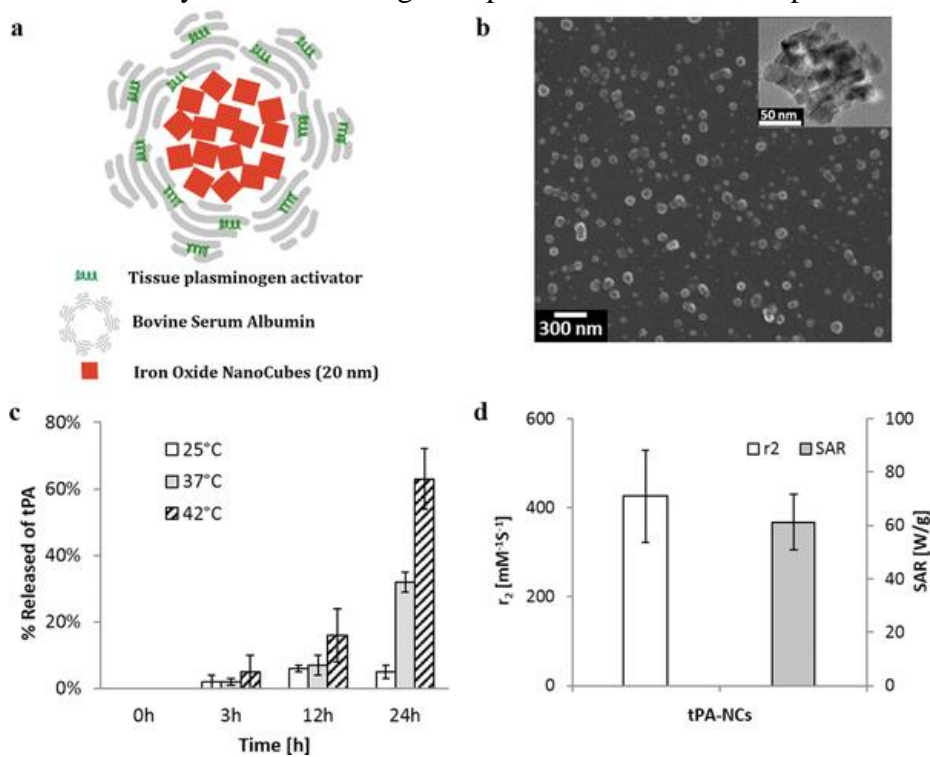 a
Tissue plasminogen activator
Bovine Serum Albumin
Iron Oxide NanoCubes (20 nm)
b
50 nm
300 nm
c
80%
60%
40%
20%
0%
% Released of tPA
25°C
37°C
42°C
0h
3h
12h
24h
Time [h]
d
600
400
200
0
r₂ [mM⁻¹S⁻¹]
r2
SAR
100
80
60
40
20
0
SAR [W/g]
tPA-NCs